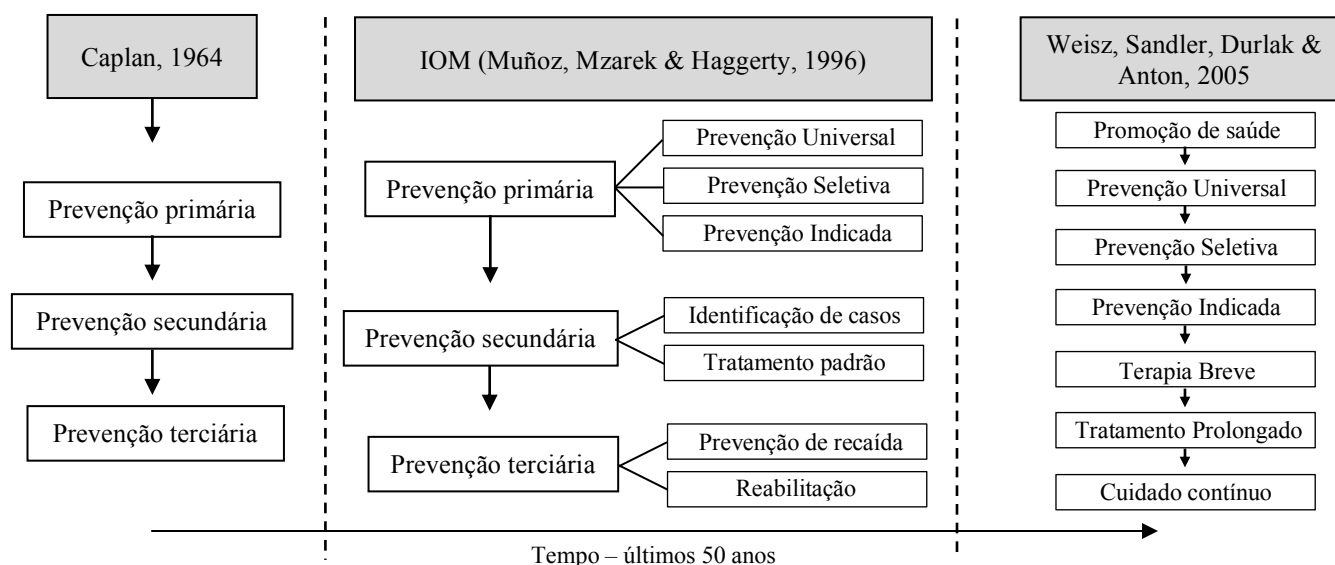 Caplan, 1964
Prevenção primária
Prevenção secundária
Prevenção terciária
IOM (Muñoz, Mzarek & Haggerty, 1996)
Prevenção primária
Prevenção Universal
Prevenção Seletiva
Prevenção Indicada
Prevenção secundária
Identificação de casos
Tratamento padrão
Prevenção terciária
Prevenção de recaída
Reabilitação
Weisz, Sandler, Durlak &
Anton, 2005
Promoção de saúde
Prevenção Universal
Prevenção Seletiva
Prevenção Indicada
Terapia Breve
Tratamento Prolongado
Cuidado contínuo
Tempo – últimos 50 anos